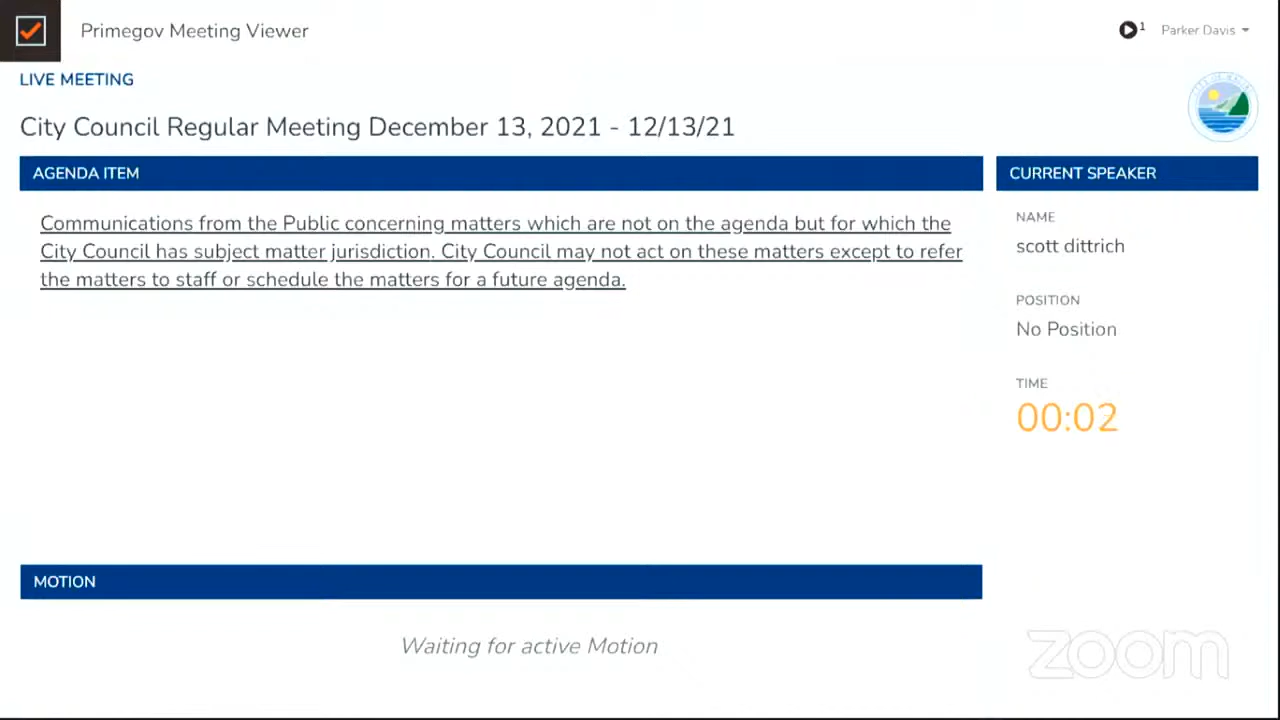 Primegov Meeting Viewer
1
Parker Davis
LIVE MEETING
City Council Regular Meeting December 13, 2021 - 12/13/21
AGENDA ITEM
CURRENT SPEAKER
Communications from the Public concerning matters which are not on the agenda but for which the
City Council has subject matter jurisdiction. City Council may not act on these matters except to refer
the matters to staff or schedule the matters for a future agenda.
NAME
scott dittrich
POSITION
No Position
TIME
00:02
MOTION
Waiting for active Motion
zoom